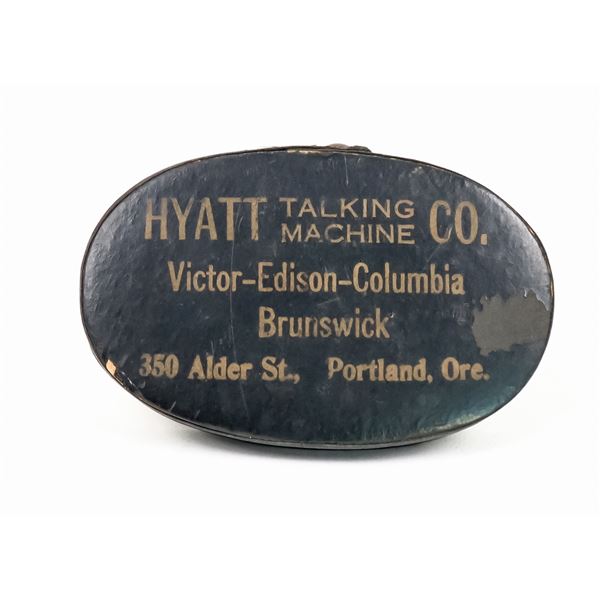 HYATT TALKING MACHINE CO.
Victor-Edison-Columbia
Brunswick
350 Alder St., Portland, Ore.